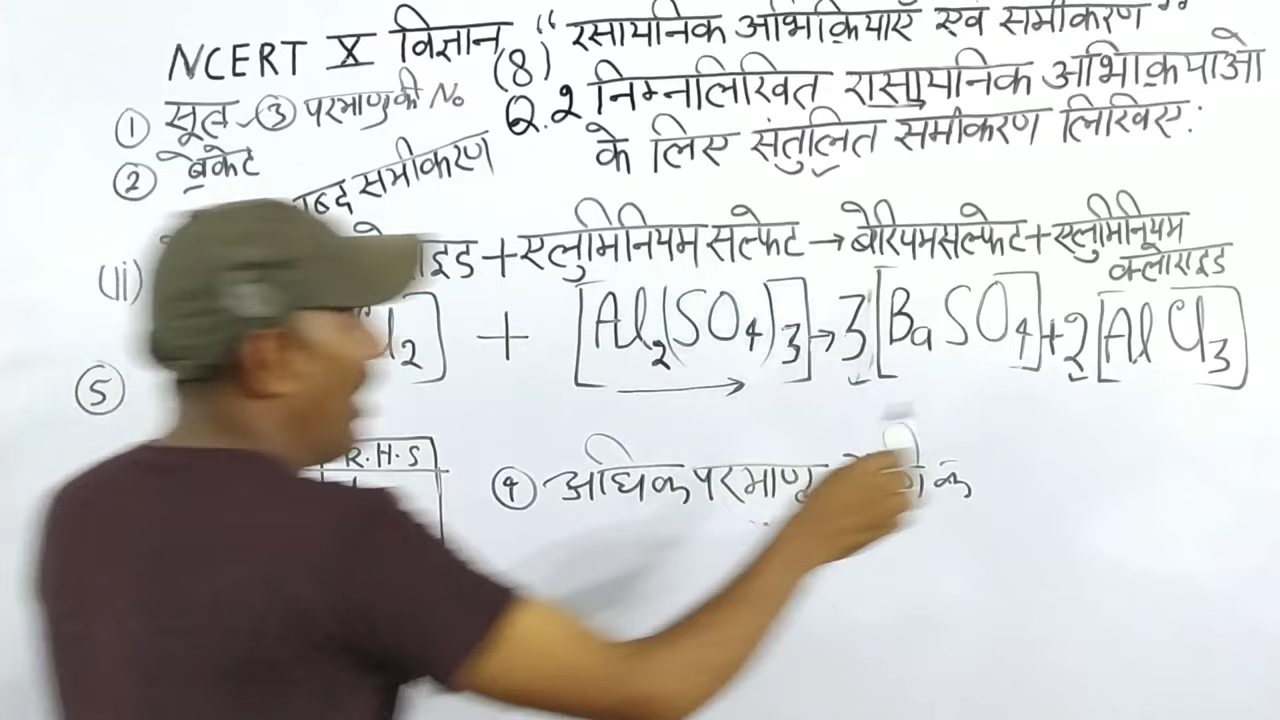 NCERT X विज्ञान (8) “रसायनिक अभिक्रियाएँ एवं समीकरण”
① सूत्र ③ परमाणु की No
② ब्रेकेट
Q.2 निम्नलिखित रासायनिक अभिक्रियाओ
के लिए संतुलित समीकरण लिखिए:
ब्द समीकरण
(ii) इड + एलुमिनियम सल्फेट → बेरियम सल्फेट + एलुमिनियम क्लोराइड
l2] + [Al2(SO4)3] → 3[BaSO4] + 2[AlCl3]
⑤
R.H.S
④ अधिक परमाणु